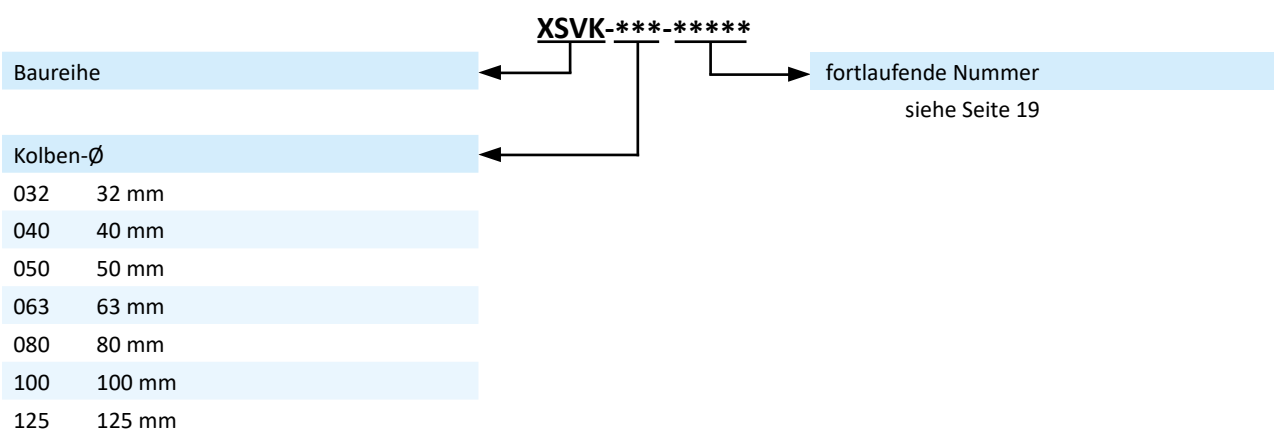 XSVK-***-*****
Baureihe
fortlaufende Nummer
siehe Seite 19
Kolben-Ø
032 32 mm
040 40 mm
050 50 mm
063 63 mm
080 80 mm
100 100 mm
125 125 mm